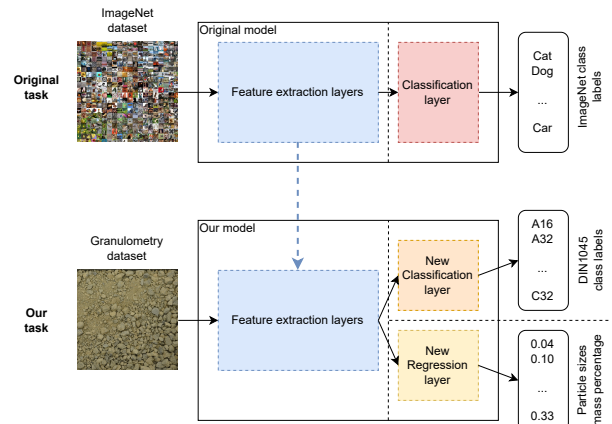 ImageNet
dataset
Original
task
Original model
Feature extraction layers
Classification
layer
Cat
Dog
...
Car
ImageNet class
labels
Granulometry
dataset
Our
task
Our model
Feature extraction layers
New
Classification
layer
New
Regression
layer
A16
A32
...
C32
DIN1045
class labels
0.04
0.10
...
0.33
Particle sizes
mass percentage